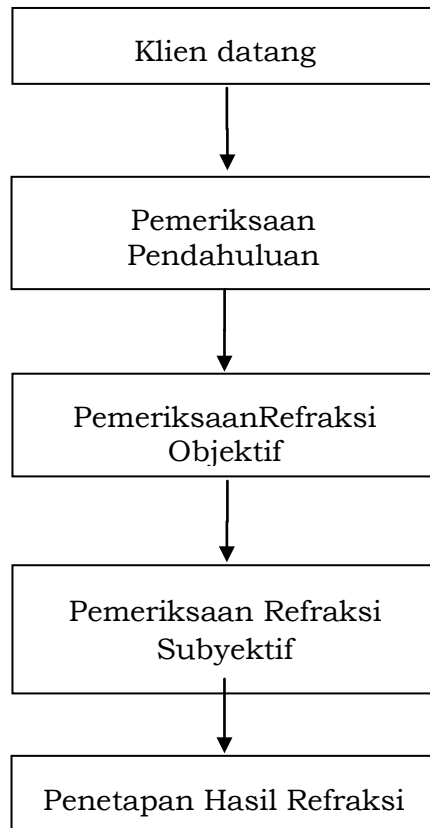 Klien datang
Pemeriksaan
Pendahuluan
PemeriksaanRefraksi
Objektif
Pemeriksaan Refraksi
Subyektif
Penetapan Hasil Refraksi